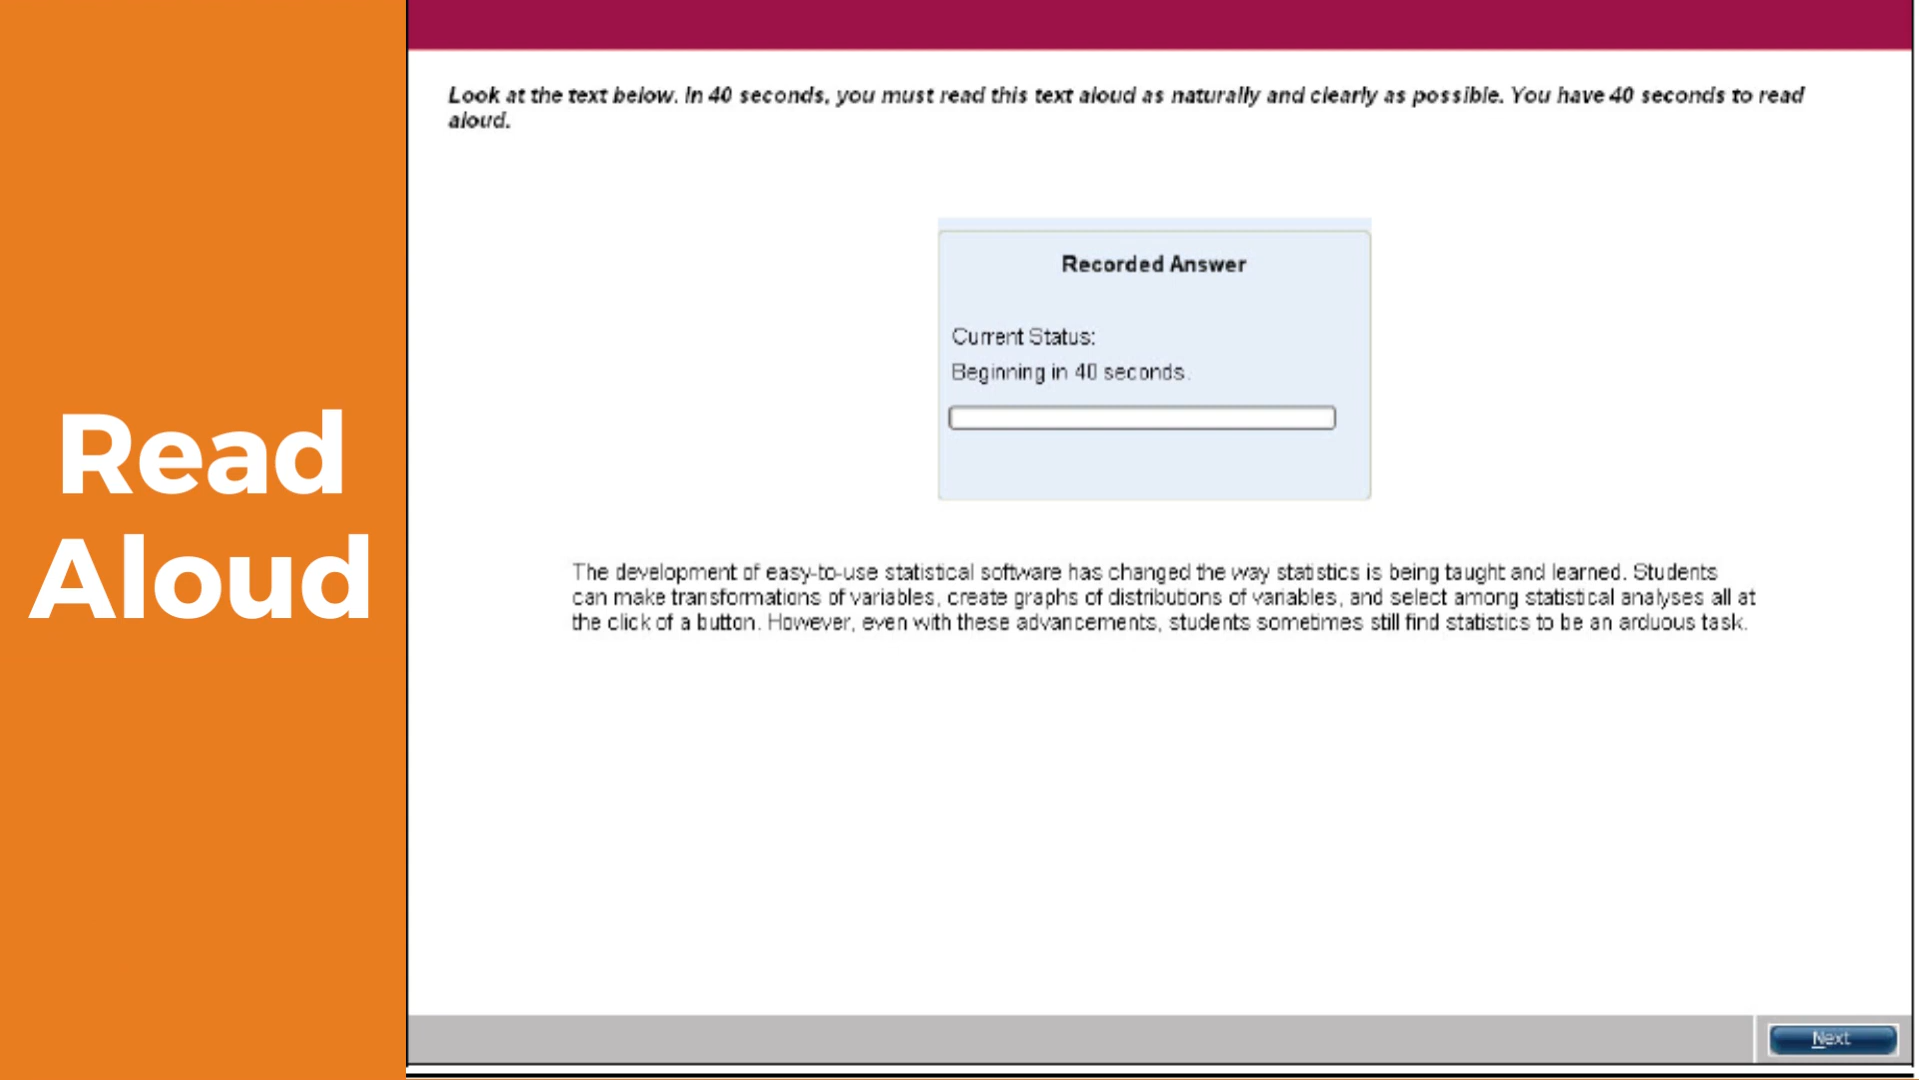 Read
Aloud
Look at the text below. In 40 seconds, you must read this text aloud as naturally and clearly as possible. You have 40 seconds to read
aloud.
Recorded Answer
Current Status:
Beginning in 40 seconds.
The development of easy-to-use statistical software has changed the way statistics is being taught and learned. Students
can make transformations of variables, create graphs of distributions of variables, and select among statistical analyses all at
the click of a button. However, even with these advancements, students sometimes still find statistics to be an arduous task.
Next